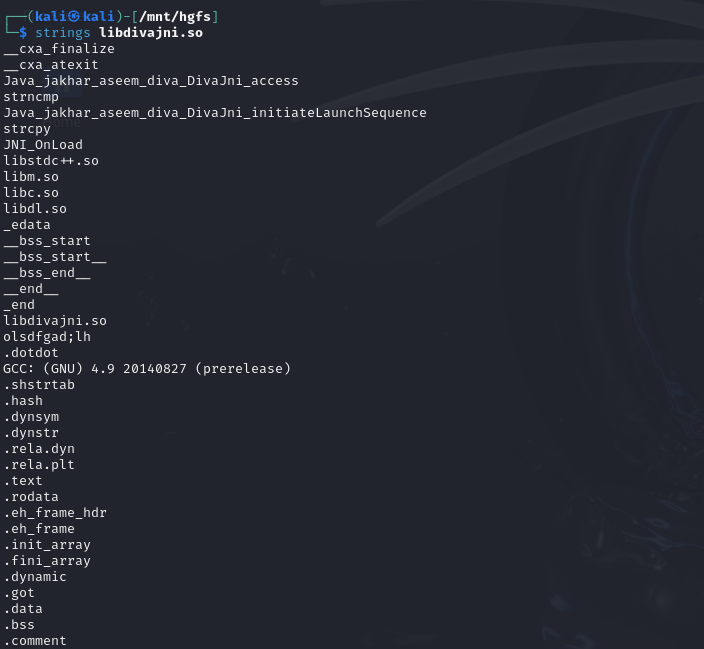 ┌──(kali㉿kali)-[/mnt/hgfs]
└─$ strings libdivajni.so
__cxa_finalize
__cxa_atexit
Java_jakhar_aseem_diva_DivaJni_access
strncmp
Java_jakhar_aseem_diva_DivaJni_initiateLaunchSequence
strcpy
JNI_OnLoad
libstdc++.so
libm.so
libc.so
libdl.so
_edata
__bss_start
__bss_start__
__bss_end__
__end__
_end
libdivajni.so
olsdfgad;lh
.dotdot
GCC: (GNU) 4.9 20140827 (prerelease)
.shstrtab
.hash
.dynsym
.dynstr
.rela.dyn
.rela.plt
.text
.rodata
.eh_frame_hdr
.eh_frame
.init_array
.fini_array
.dynamic
.got
.data
.bss
.comment